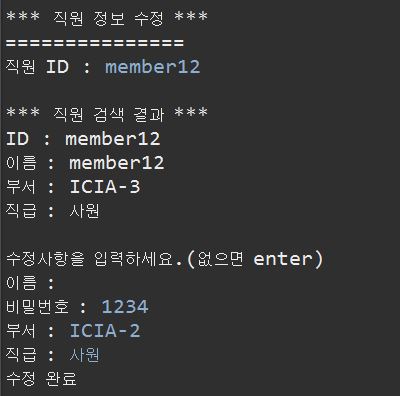 *** 직원 정보 수정 ***
===============
직원 ID : member12
*** 직원 검색 결과 ***
ID : member12
이름 : member12
부서 : ICIA-3
직급 : 사원
수정사항을 입력하세요.(없으면 enter)
이름 :
비밀번호 : 1234
부서 : ICIA-2
직급 : 사원
수정 완료